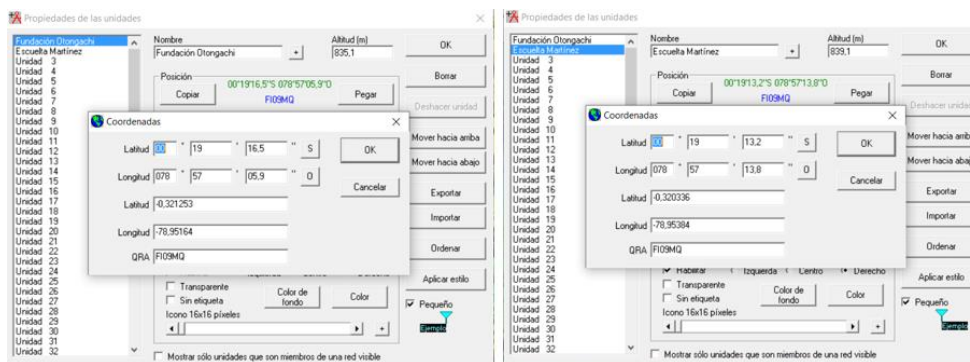 Propiedades de las unidades
Fundación Otongachi
Escuelta Martínez
Unidad 3
Unidad 4
Unidad 5
Unidad 6
Unidad 7
Unidad 8
Unidad 9
Unidad 10
Unidad 11
Unidad 12
Unidad 13
Unidad 14
Unidad 15
Unidad 16
Unidad 17
Unidad 18
Unidad 19
Unidad 20
Unidad 21
Unidad 22
Unidad 23
Unidad 24
Unidad 25
Unidad 26
Unidad 27
Unidad 28
Unidad 29
Unidad 30
Unidad 31
Unidad 32
Nombre
Fundación Otongachi
+
Altitud (m)
835,1
Posición
00°19'16,5"S 078°57'05,9"O
FI09MQ
Copiar
Pegar
Coordenadas
Latitud 00 ° 19 ' 16,5 " S
Longitud 078 ° 57 ' 05,9 " O
Latitud -0,321253
Longitud -78,95164
QRA FI09MQ
OK
Cancelar
Transparente
Sin etiqueta
Color de fondo
Color
Icono 16x16 píxeles
+
Mostrar sólo unidades que son miembros de una red visible
OK
Borrar
Deshacer unidad
Mover hacia arriba
Mover hacia abajo
Exportar
Importar
Ordenar
Aplicar estilo
Pequeño
Ejemplo
Propiedades de las unidades
Fundación Otongachi
Escuelta Martínez
Unidad 3
Unidad 4
Unidad 5
Unidad 6
Unidad 7
Unidad 8
Unidad 9
Unidad 10
Unidad 11
Unidad 12
Unidad 13
Unidad 14
Unidad 15
Unidad 16
Unidad 17
Unidad 18
Unidad 19
Unidad 20
Unidad 21
Unidad 22
Unidad 23
Unidad 24
Unidad 25
Unidad 26
Unidad 27
Unidad 28
Unidad 29
Unidad 30
Unidad 31
Unidad 32
Nombre
Escuelta Martínez
+
Altitud (m)
839,1
Posición
00°19'13,2"S 078°57'13,8"O
FI09MQ
Copiar
Pegar
Coordenadas
Latitud 00 ° 19 ' 13,2 " S
Longitud 078 ° 57 ' 13,8 " O
Latitud -0,320336
Longitud -78,95384
QRA FI09MQ
OK
Cancelar
Habilitar Izquierda Centro Derecho
Transparente
Sin etiqueta
Color de fondo
Color
Icono 16x16 píxeles
+
Mostrar sólo unidades que son miembros de una red visible
OK
Borrar
Deshacer unida
Mover hacia arriba
Mover hacia abaj
Exportar
Importar
Ordenar
Aplicar estilo
Pequeño
Ejemplo